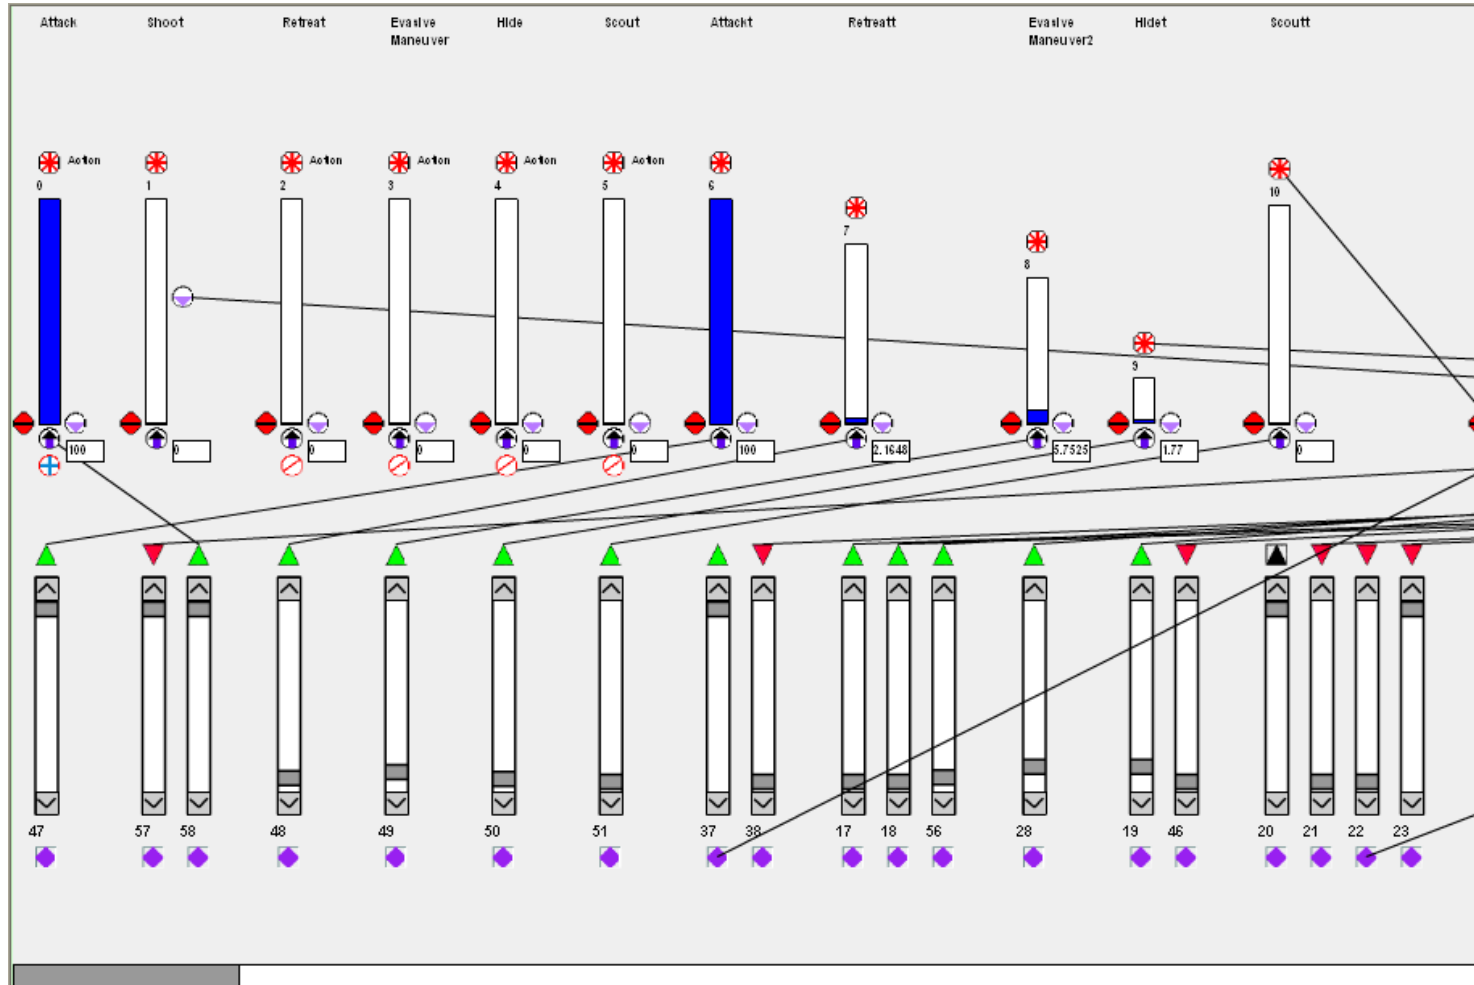 Attack Shoot Retreat Evasive Hide Scout Attackt Retreatt Evasive Hidet Scoutt
Maneuver Maneuver2
Action Action Action Action Action
0 1 2 3 4 5 6
10
7
8
9
100 0 0 0 0 0 100 2.1648 5.7525 1.77 0
47 57 58 48 49 50 51 37 38 17 18 56 28 19 46 20 21 22 23